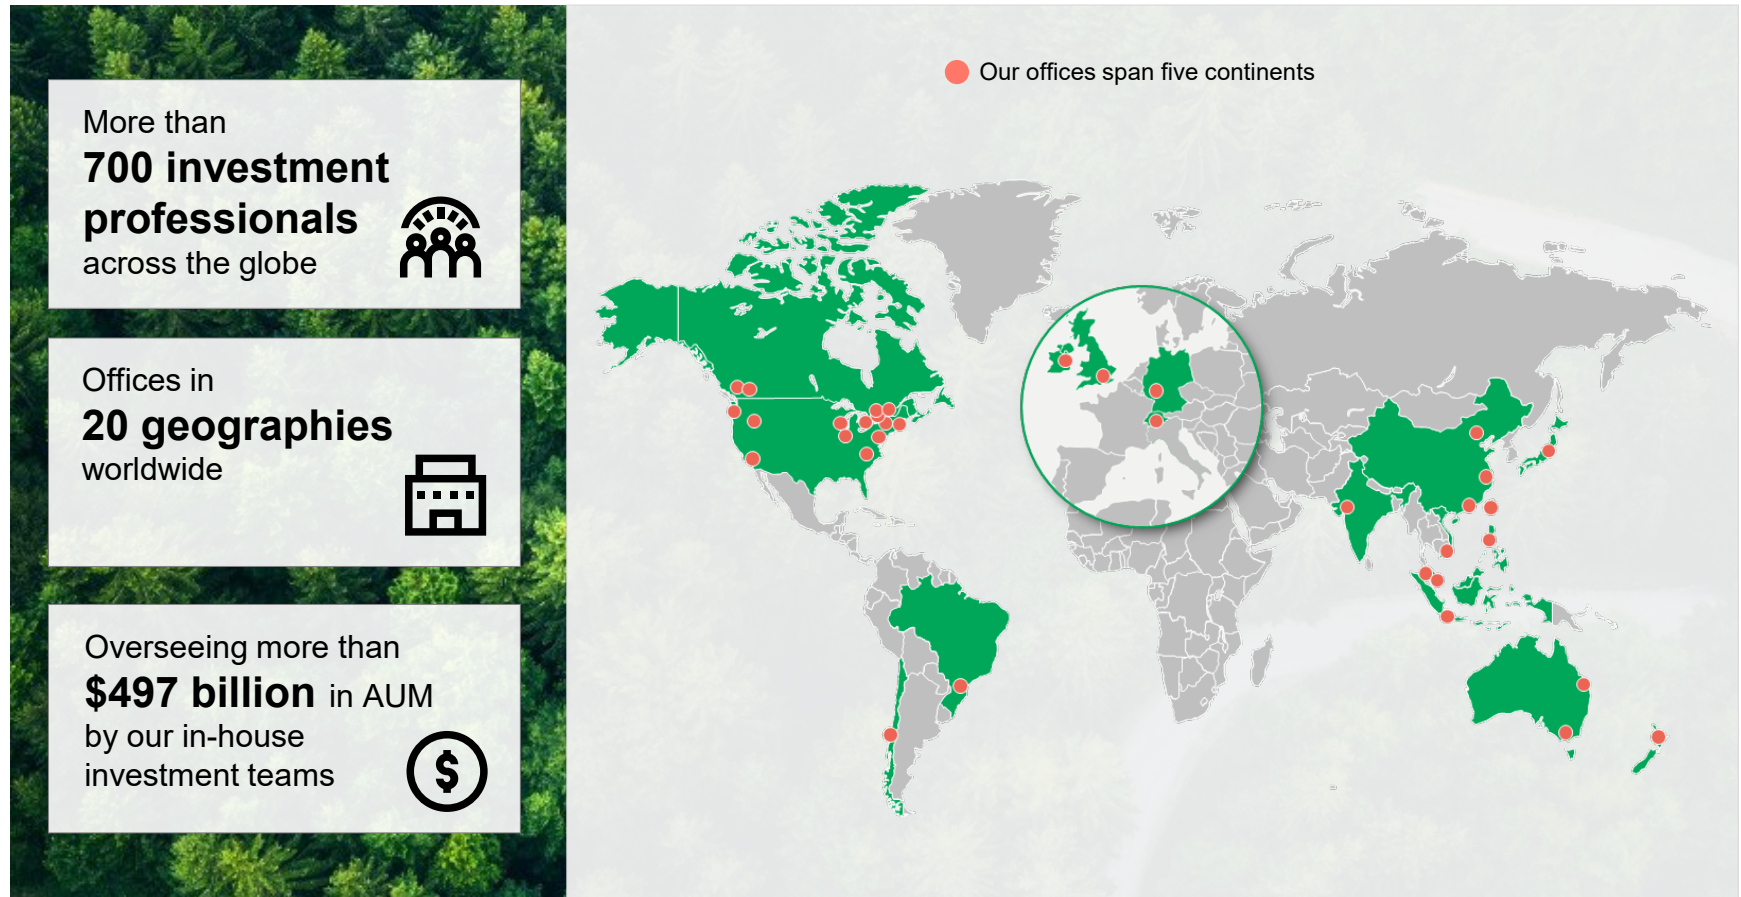 More than
700 investment
professionals
across the globe
Offices in
20 geographies
worldwide
Overseeing more than
$497 billion in AUM
by our in-house
investment teams
Our offices span five continents